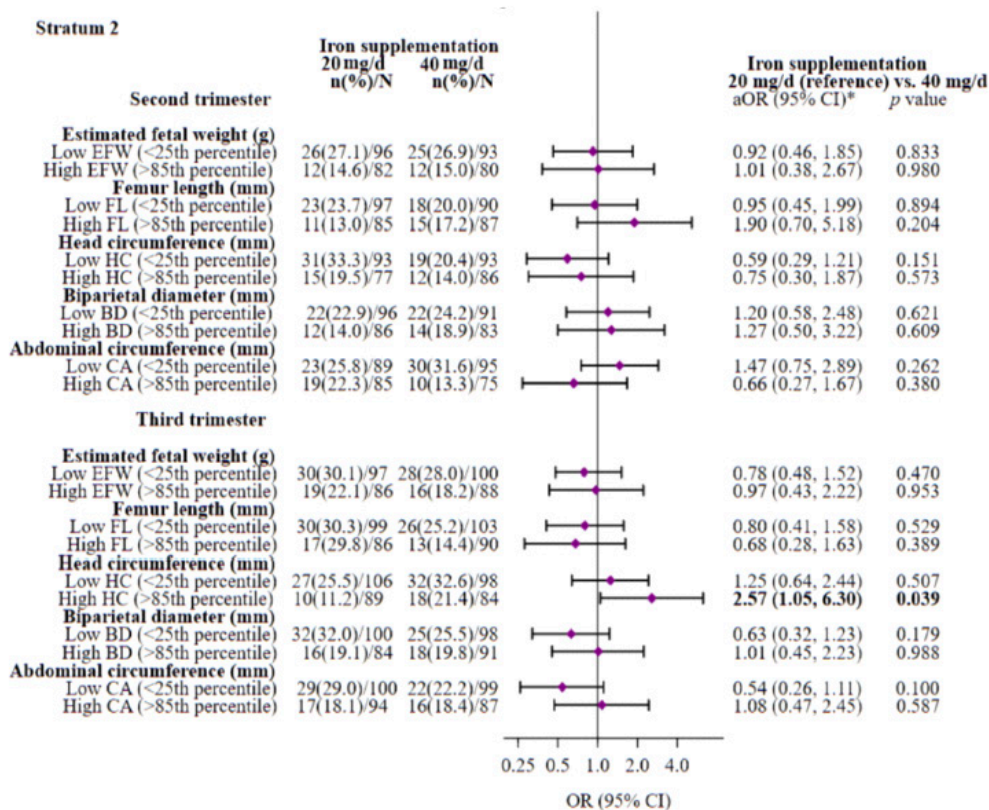 Stratum 2
Iron supplementation
20 mg/d 40 mg/d
n(%)/N n(%)/N
Iron supplementation
20 mg/d (reference) vs. 40 mg/d
aOR (95% CI)* p value
Second trimester
Estimated fetal weight (g)
Low EFW (<25th percentile) 26(27.1)/96 25(26.9)/93 0.92 (0.46, 1.85) 0.833
High EFW (>85th percentile) 12(14.6)/82 12(15.0)/80 1.01 (0.38, 2.67) 0.980
Femur length (mm)
Low FL (<25th percentile) 23(23.7)/97 18(20.0)/90 0.95 (0.45, 1.99) 0.894
High FL (>85th percentile) 11(13.0)/85 15(17.2)/87 1.90 (0.70, 5.18) 0.204
Head circumference (mm)
Low HC (<25th percentile) 31(33.3)/93 19(20.4)/93 0.59 (0.29, 1.21) 0.151
High HC (>85th percentile) 15(19.5)/77 12(14.0)/86 0.75 (0.30, 1.87) 0.573
Biparietal diameter (mm)
Low BD (<25th percentile) 22(22.9)/96 22(24.2)/91 1.20 (0.58, 2.48) 0.621
High BD (>85th percentile) 12(14.0)/86 14(18.9)/83 1.27 (0.50, 3.22) 0.609
Abdominal circumference (mm)
Low CA (<25th percentile) 23(25.8)/89 30(31.6)/95 1.47 (0.75, 2.89) 0.262
High CA (>85th percentile) 19(22.3)/85 10(13.3)/75 0.66 (0.27, 1.67) 0.380
Third trimester
Estimated fetal weight (g)
Low EFW (<25th percentile) 30(30.1)/97 28(28.0)/100 0.78 (0.48, 1.52) 0.470
High EFW (>85th percentile) 19(22.1)/86 16(18.2)/88 0.97 (0.43, 2.22) 0.953
Femur length (mm)
Low FL (<25th percentile) 30(30.3)/99 26(25.2)/103 0.80 (0.41, 1.58) 0.529
High FL (>85th percentile) 17(29.8)/86 13(14.4)/90 0.68 (0.28, 1.63) 0.389
Head circumference (mm)
Low HC (<25th percentile) 27(25.5)/106 32(32.6)/98 1.25 (0.64, 2.44) 0.507
High HC (>85th percentile) 10(11.2)/89 18(21.4)/84 2.57 (1.05, 6.30) 0.039
Biparietal diameter (mm)
Low BD (<25th percentile) 32(32.0)/100 25(25.5)/98 0.63 (0.32, 1.23) 0.179
High BD (>85th percentile) 16(19.1)/84 18(19.8)/91 1.01 (0.45, 2.23) 0.988
Abdominal circumference (mm)
Low CA (<25th percentile) 29(29.0)/100 22(22.2)/99 0.54 (0.26, 1.11) 0.100
High CA (>85th percentile) 17(18.1)/94 16(18.4)/87 1.08 (0.47, 2.45) 0.587
0.25 0.5 1.0 2.0 4.0
OR (95% CI)